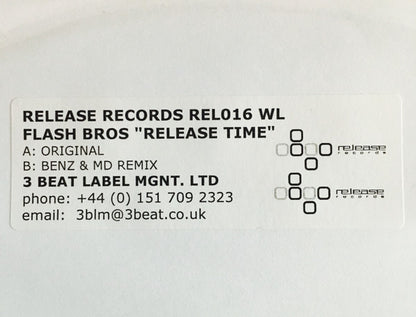 RELEASE RECORDS REL016 WL
FLASH BROS "RELEASE TIME"
A: ORIGINAL
B: BENZ & MD REMIX
3 BEAT LABEL MGNT. LTD
phone: +44 (0) 151 709 2323
email: 3blm@3beat.co.uk
release
records
release
records